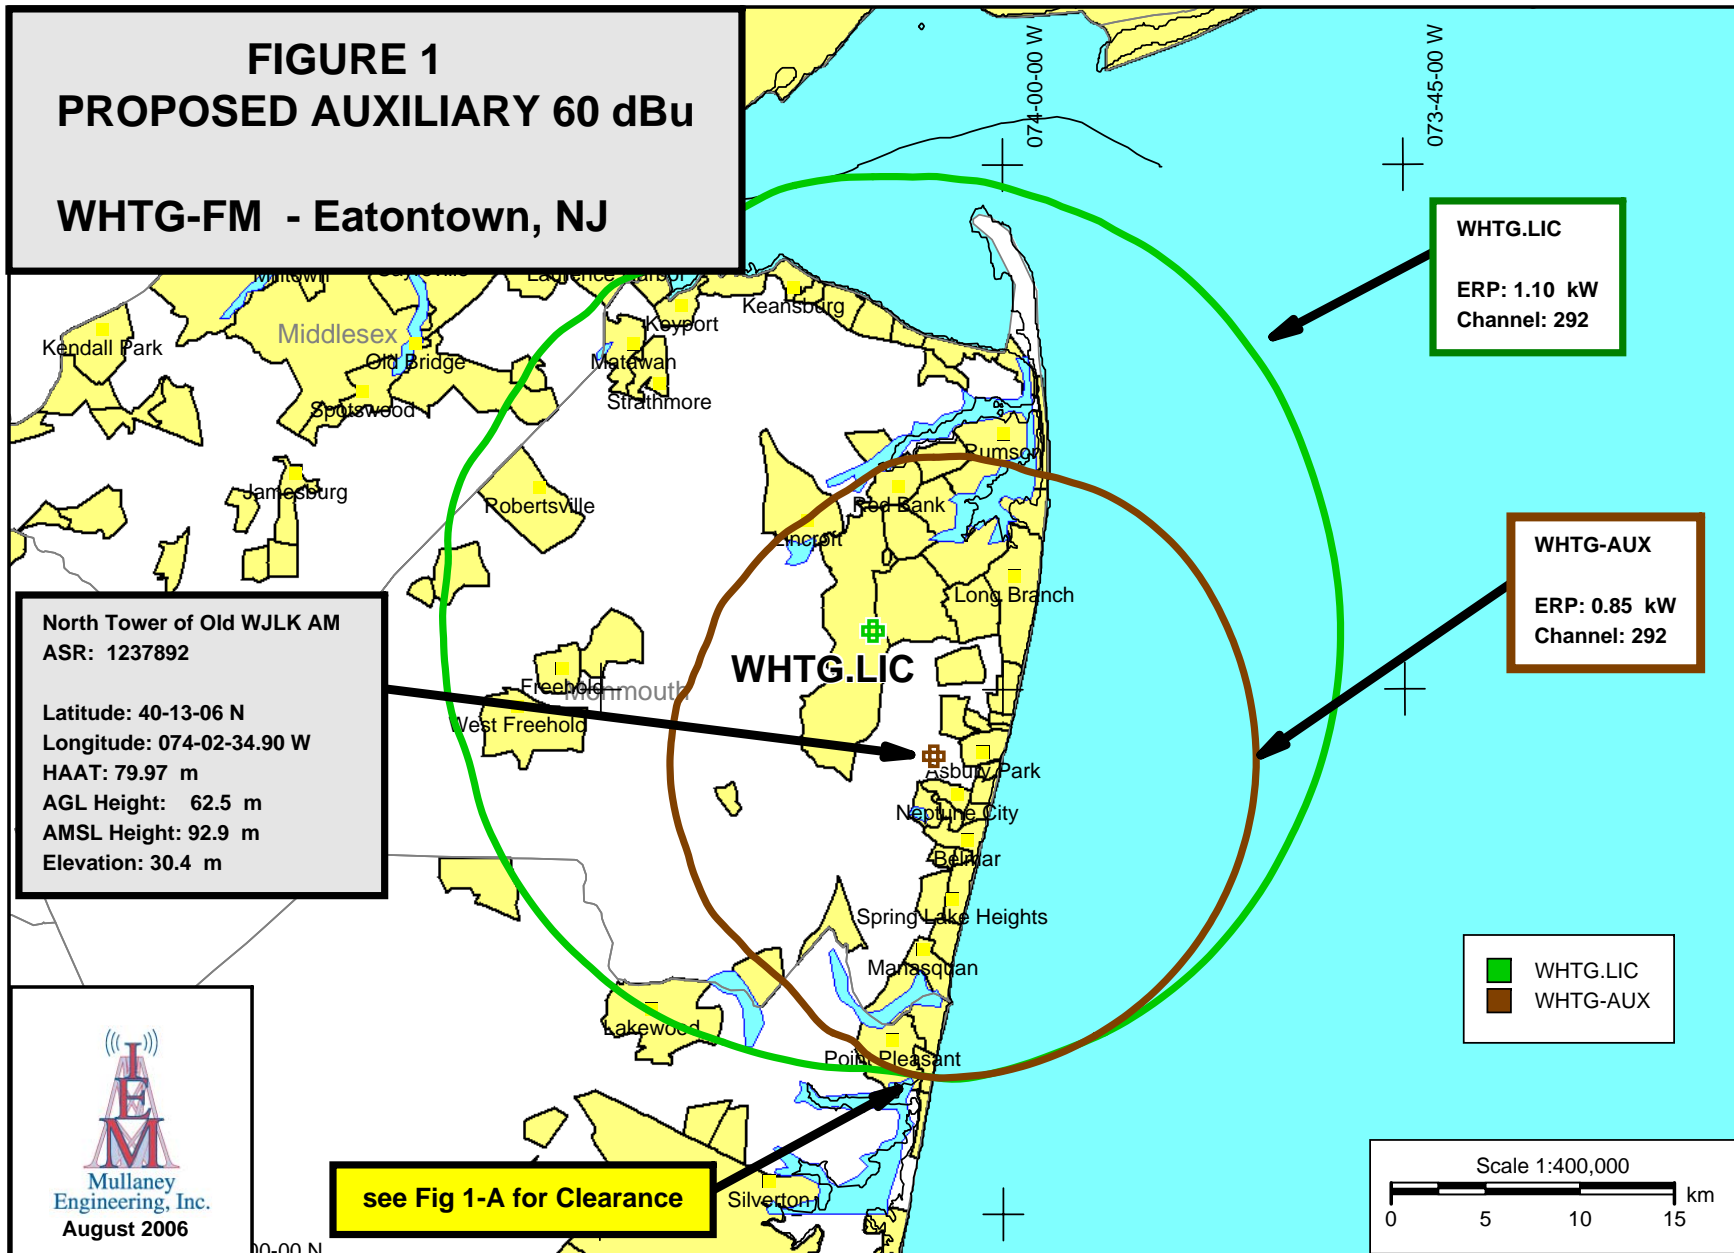 FIGURE 1
PROPOSED AUXILIARY 60 dBu
WHTG-FM - Eatontown, NJ
074-00-00 W
073-45-00 W
WHTG.LIC
ERP: 1.10 kW
Channel: 292
Keansburg
Keyport
Middlesex
Kendall Park
Old Bridge
Matawan
Strathmore
Spotswood
Rumson
Jamesburg
Robertsville
Red Bank
Lincroft
WHTG-AUX
ERP: 0.85 kW
Channel: 292
Long Branch
North Tower of Old WJLK AM
ASR: 1237892
Latitude: 40-13-06 N
Longitude: 074-02-34.90 W
HAAT: 79.97 m
AGL Height: 62.5 m
AMSL Height: 92.9 m
Elevation: 30.4 m
WHTG.LIC
Freehold
Monmouth
West Freehold
Asbury Park
Neptune City
Belmar
Spring Lake Heights
Manasquan
Lakewood
Point Pleasant
WHTG.LIC
WHTG-AUX
IEM
Mullaney
Engineering, Inc.
August 2006
see Fig 1-A for Clearance
Silverton
Scale 1:400,000
km
0 5 10 15
00-00 N